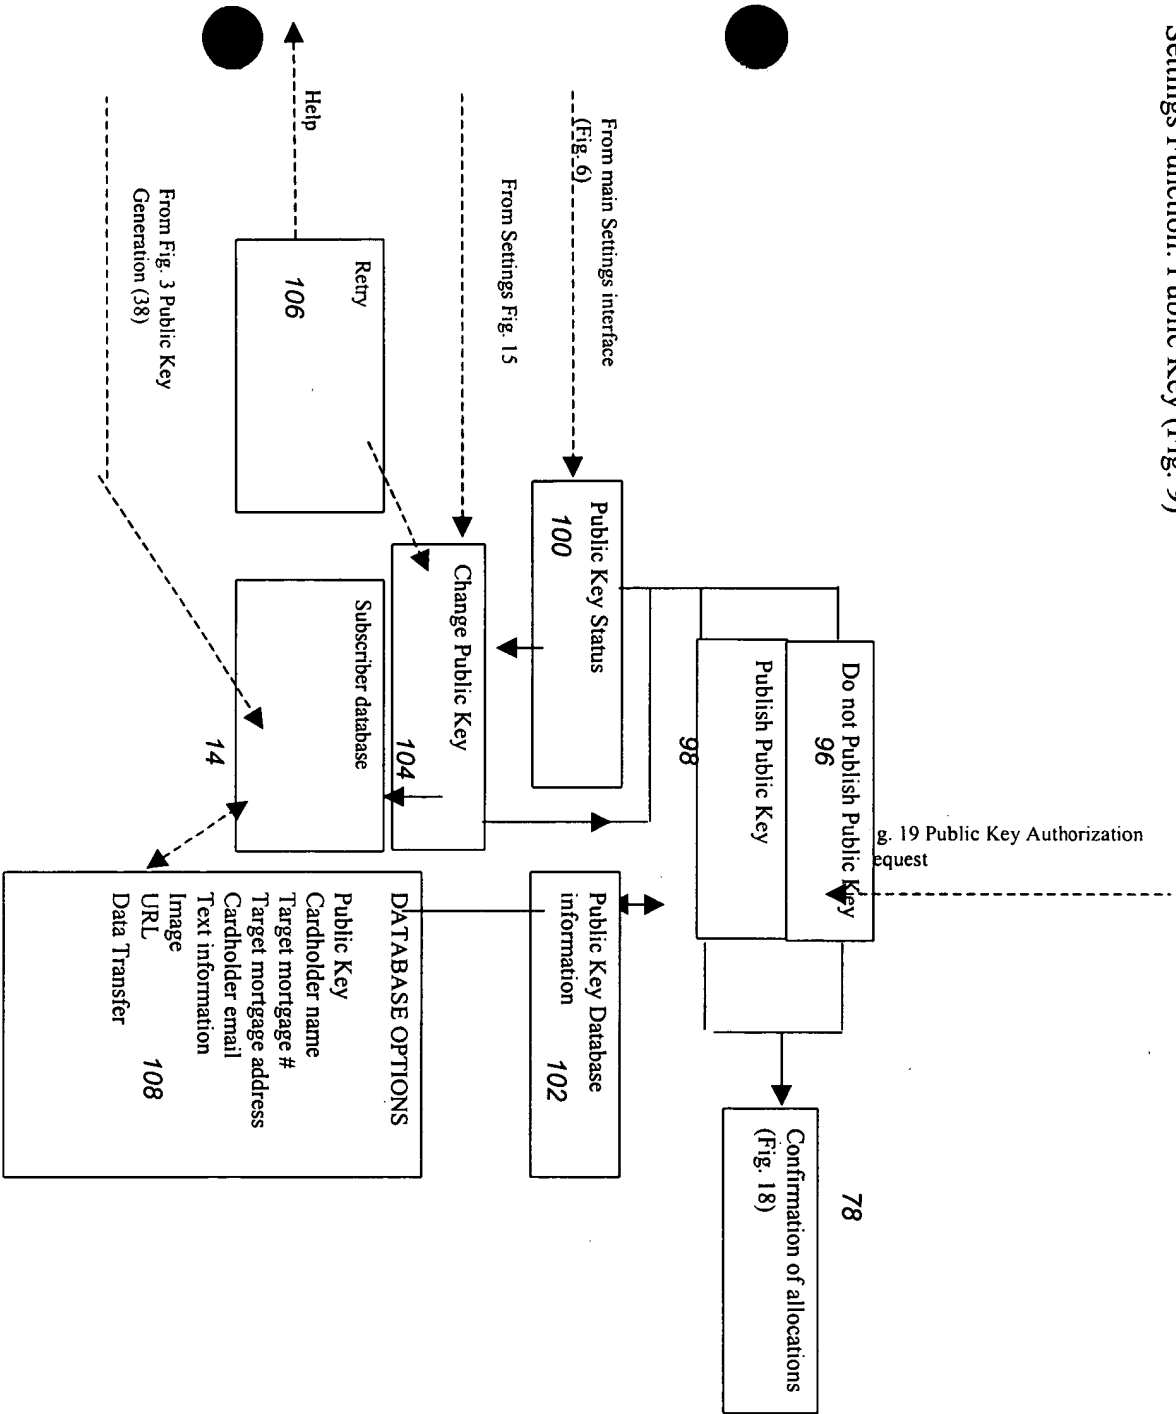 Settings Function: Public Key (Fig. 9)
g. 19 Public Key Authorization
equest
Do not Publish Public Key
96
Publish Public Key
98
78
Confirmation of allocations
(Fig. 18)
From main Settings interface
(Fig. 6)
Public Key Status
100
Public Key Database
information
102
From Settings Fig. 15
Change Public Key
104
Help
Retry
106
Subscriber database
14
DATABASE OPTIONS
Public Key
Cardholder name
Target mortgage #
Target mortgage address
Cardholder email
Text information
Image
URL
Data Transfer
108
From Fig. 3 Public Key
Generation (38)